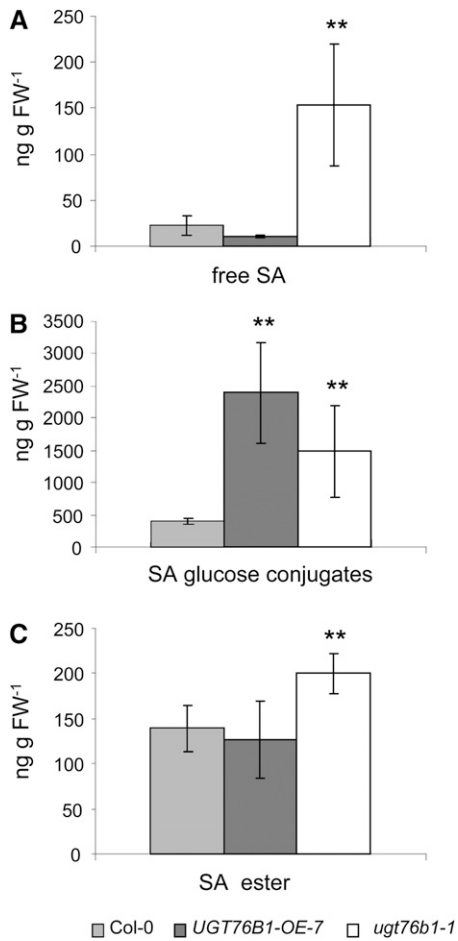 A
ng g FW⁻¹
250
200
150
100
50
0
**
free SA
B
ng g FW⁻¹
3500
3000
2500
2000
1500
1000
500
0
**
**
SA glucose conjugates
C
ng g FW⁻¹
250
200
150
100
50
0
**
SA ester
Col-0 UGT76B1-OE-7 ugt76b1-1